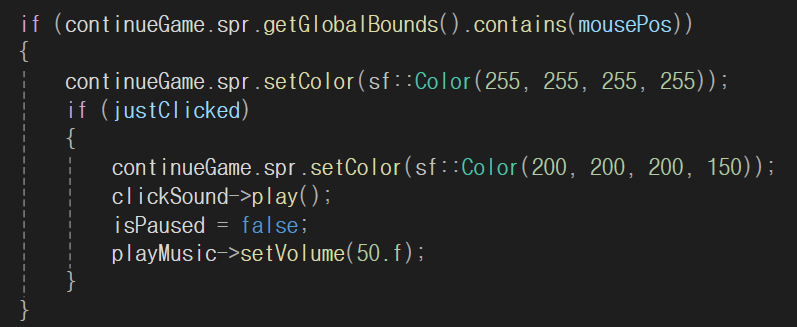 if (continueGame.spr.getGlobalBounds().contains(mousePos))
{
    continueGame.spr.setColor(sf::Color(255, 255, 255, 255));
    if (justClicked)
    {
        continueGame.spr.setColor(sf::Color(200, 200, 200, 150));
        clickSound->play();
        isPaused = false;
        playMusic->setVolume(50.f);
    }
}